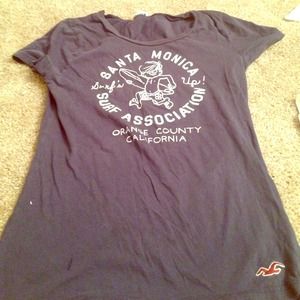 SANTA MONICA
Surf's Up!
SURF ASSOCIATION
ORANGE COUNTY
CALIFORNIA